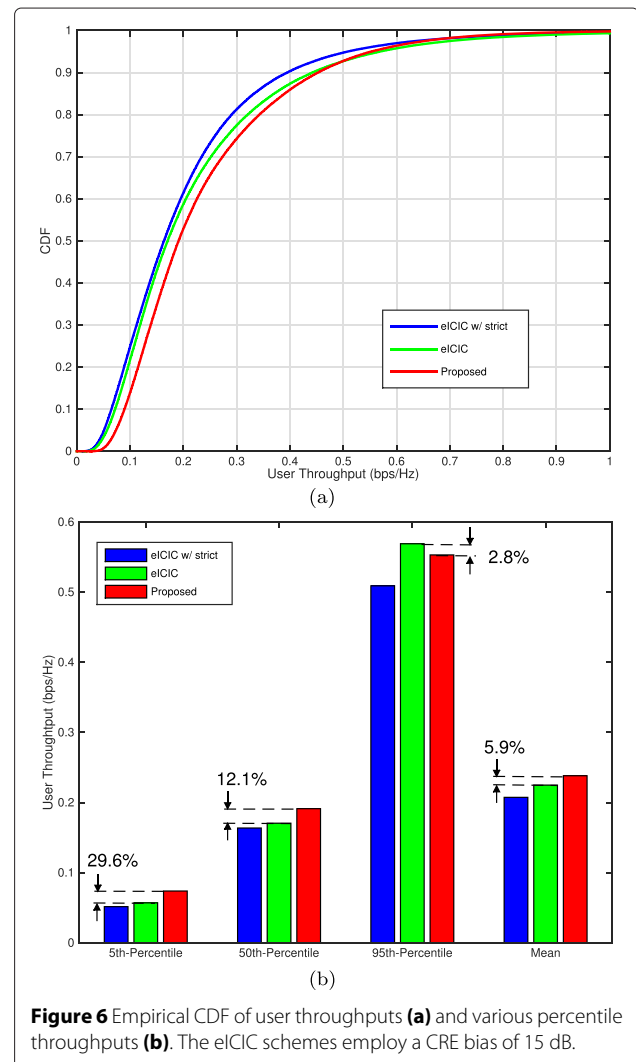 1
0.9
0.8
0.7
0.6
0.5
0.4
0.3
0.2
0.1
0
CDF
eICIC w/ strict
eICIC
Proposed
0 0.1 0.2 0.3 0.4 0.5 0.6 0.7 0.8 0.9 1
User Throughput (bps/Hz)
(a)
0.6
0.5
0.4
0.3
0.2
0.1
0
User Throughtput (bps/Hz)
eICIC w/ strict
eICIC
Proposed
29.6%
12.1%
2.8%
5.9%
5th-Percentile 50th-Percentile 95th-Percentile Mean
(b)
Figure 6 Empirical CDF of user throughputs (a) and various percentile
throughputs (b). The eICIC schemes employ a CRE bias of 15 dB.